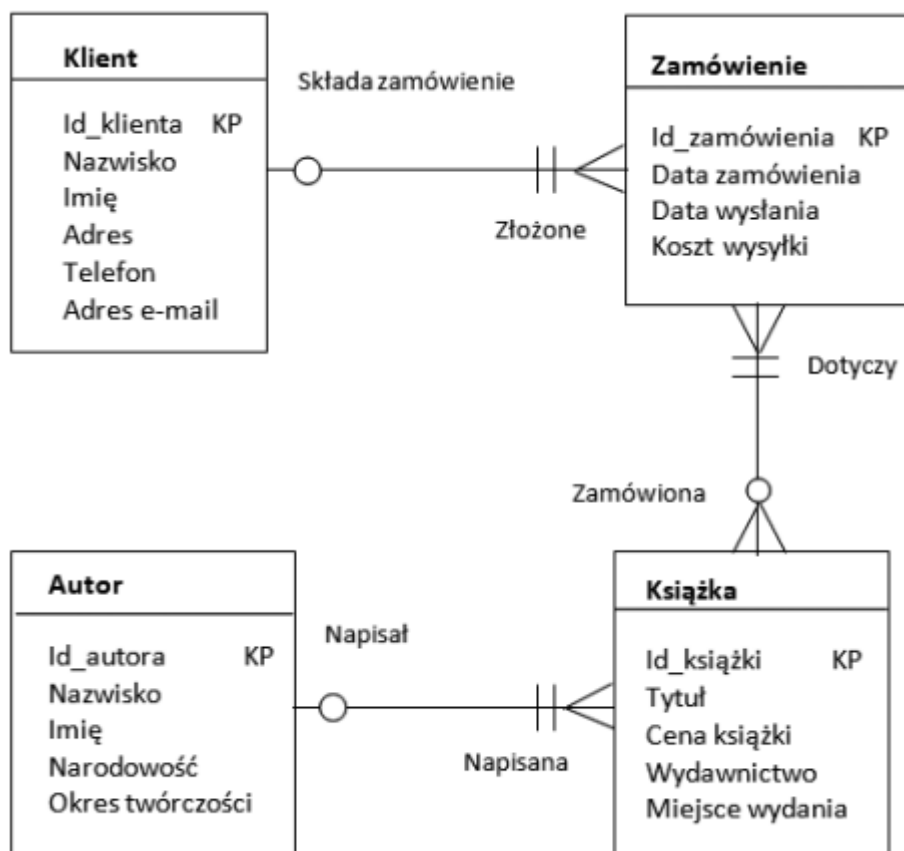 Klient
Id_klienta KP
Nazwisko
Imię
Adres
Telefon
Adres e-mail
Składa zamówienie
Złożone
Zamówienie
Id_zamówienia KP
Data zamówienia
Data wysłania
Koszt wysyłki
Dotyczy
Zamówiona
Autor
Id_autora KP
Nazwisko
Imię
Narodowość
Okres twórczości
Napisał
Napisana
Książka
Id_książki KP
Tytuł
Cena książki
Wydawnictwo
Miejsce wydania